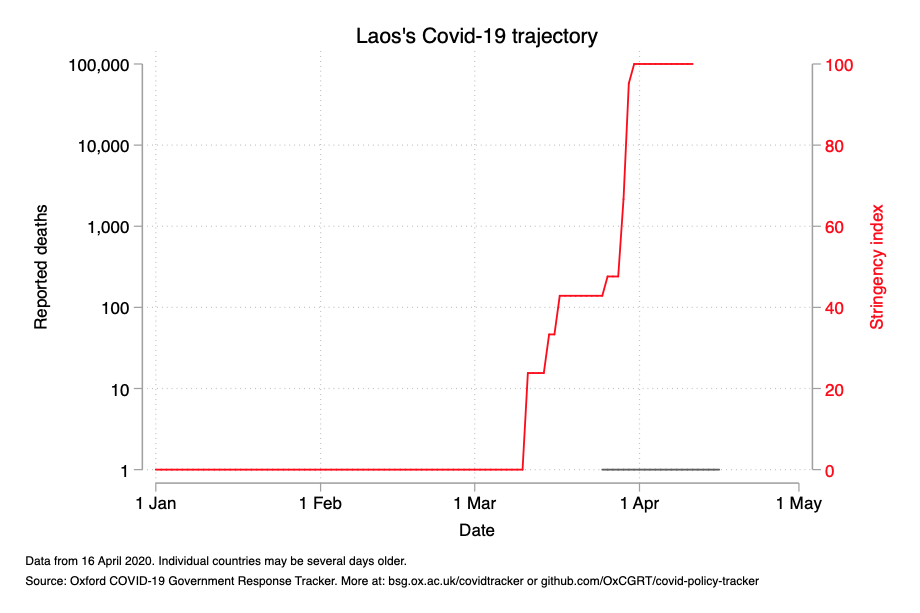 Laos's Covid-19 trajectory
100,000
10,000
1,000
100
10
1
Reported deaths
100
80
60
40
20
0
Stringency index
1 Jan
1 Feb
1 Mar
1 Apr
1 May
Date
Data from 16 April 2020. Individual countries may be several days older.
Source: Oxford COVID-19 Government Response Tracker. More at: bsg.ox.ac.uk/covidtracker or github.com/OxCGRT/covid-policy-tracker